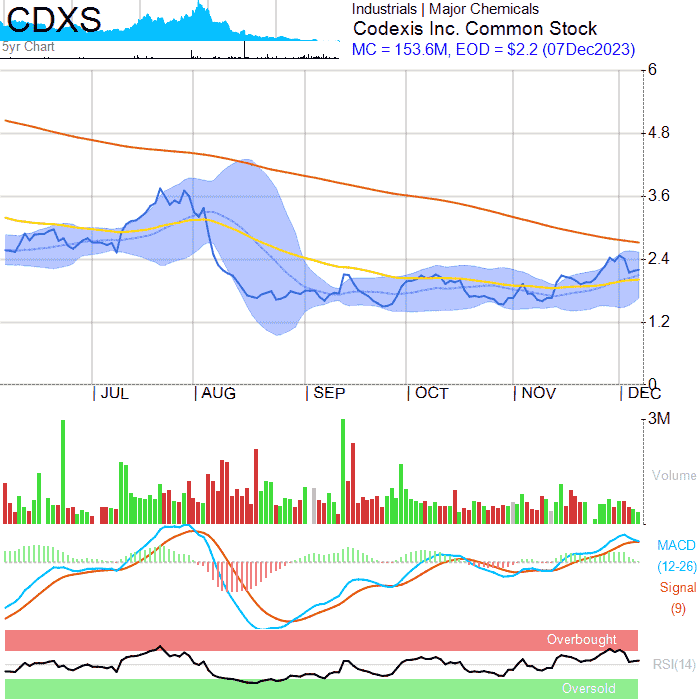 CDXS
5yr Chart
Industrials | Major Chemicals
Codexis Inc. Common Stock
MC = 153.6M, EOD = $2.2 (07Dec2023)
6
4.8
3.6
2.4
1.2
0
JUL AUG SEP OCT NOV DEC
3M
Volume
MACD
(12-26)
Signal
(9)
Overbought
RSI(14)
Oversold